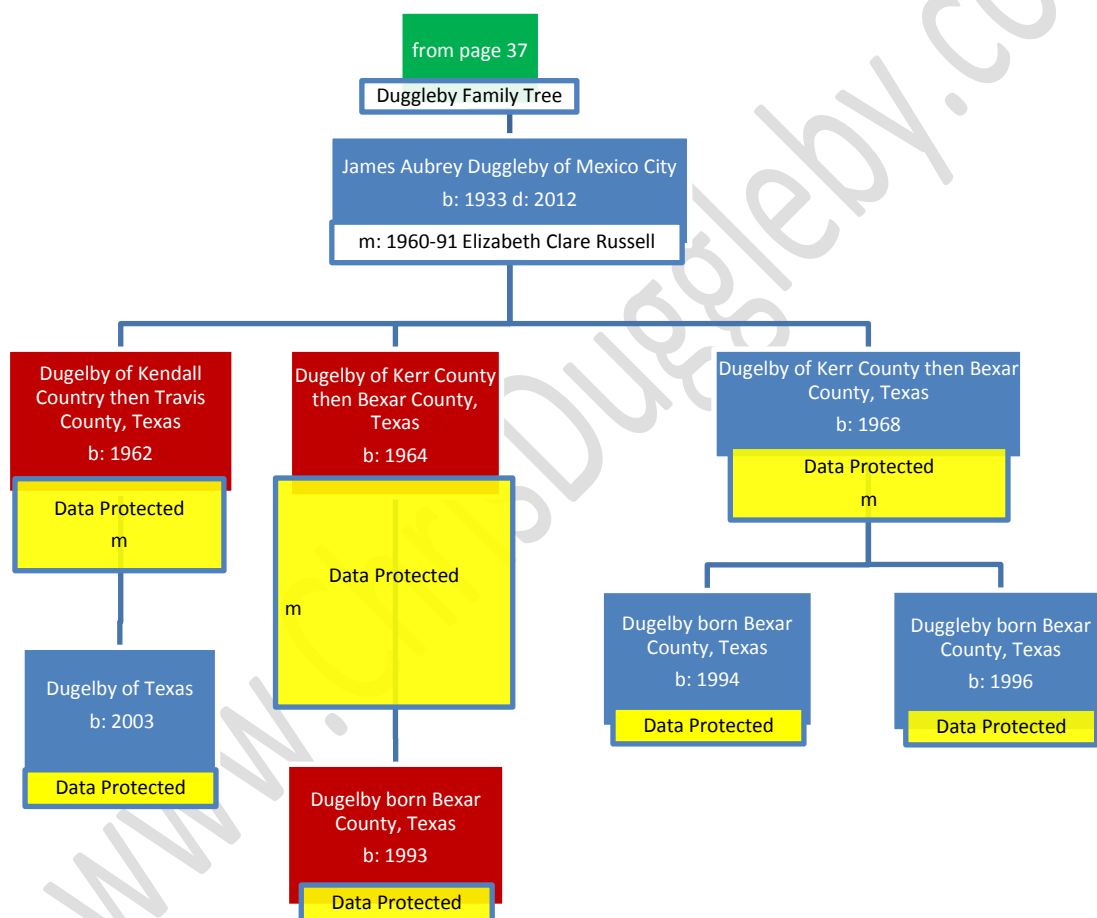 from page 37
Duggleby Family Tree
James Aubrey Duggleby of Mexico City
b: 1933 d: 2012
m: 1960-91 Elizabeth Clare Russell
Dugelby of Kendall
Country then Travis
County, Texas
b: 1962
Data Protected
m
Dugelby of Texas
b: 2003
Data Protected
Dugelby of Kerr County
then Bexar County,
Texas
b: 1964
Data Protected
m
Dugelby born Bexar
County, Texas
b: 1993
Data Protected
Dugelby of Kerr County then Bexar
County, Texas
b: 1968
Data Protected
m
Dugelby born Bexar
County, Texas
b: 1994
Data Protected
Duggleby born Bexar
County, Texas
b: 1996
Data Protected
www.ChrisDuggleby.co